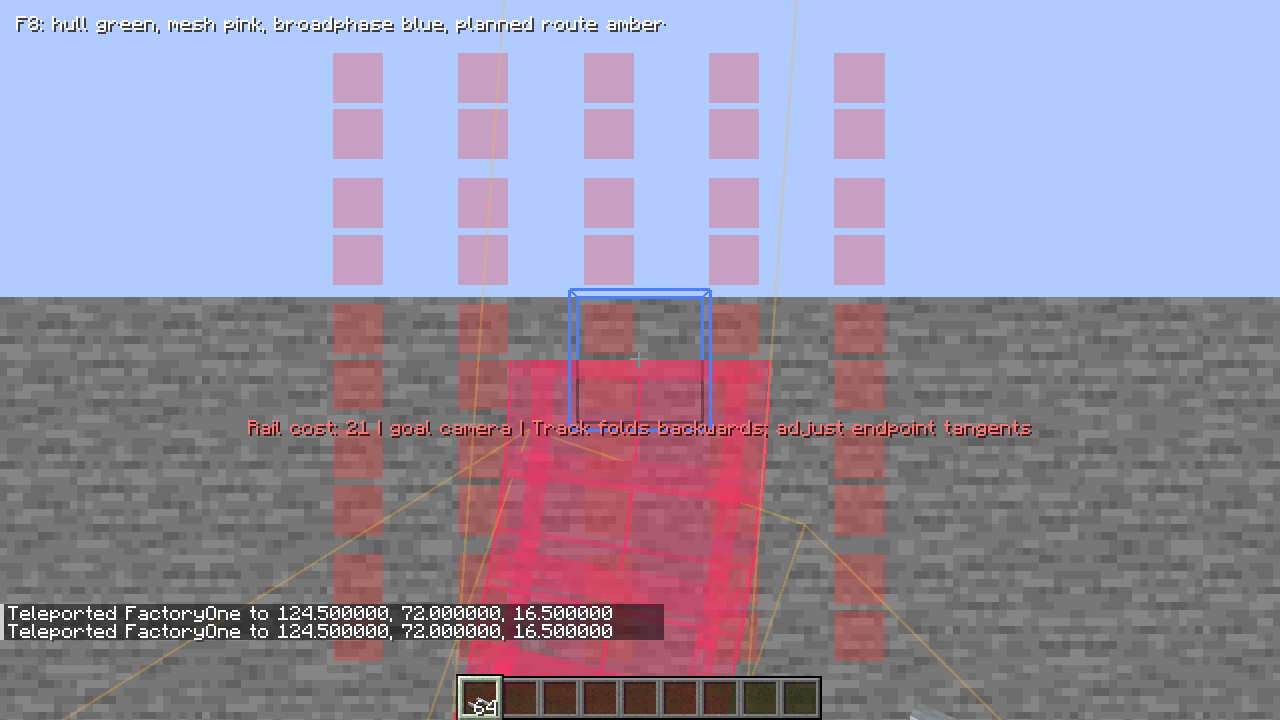 F8: hull green, mesh pink, broadphase blue, planned route amber
Rail cost: 21 | goal camera | Track folds backwards; adjust endpoint tangents
Teleported FactoryOne to 124.500000, 72.000000, 16.500000
Teleported FactoryOne to 124.500000, 72.000000, 16.500000
64